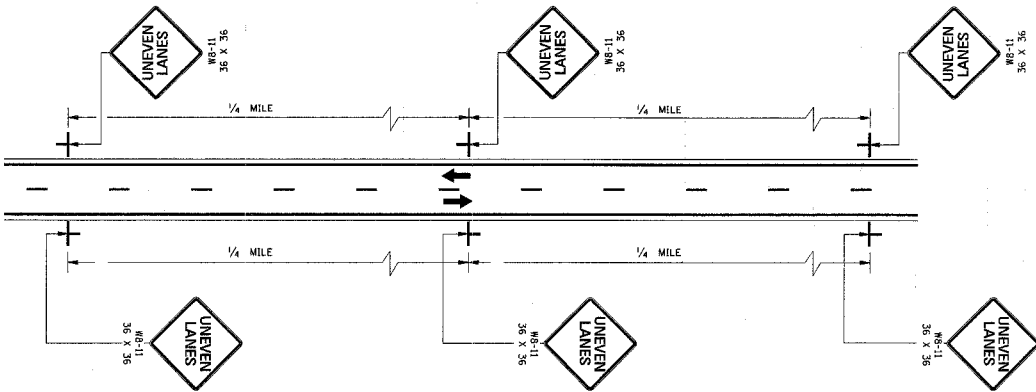 UNEVEN
LANES
W8-11
36 X 36
UNEVEN
LANES
W8-11
36 X 36
UNEVEN
LANES
W8-11
36 X 36
1/4 MILE
1/4 MILE
1/4 MILE
1/4 MILE
W8-11
36 X 36
UNEVEN
LANES
W8-11
36 X 36
UNEVEN
LANES
W8-11
36 X 36
UNEVEN
LANES